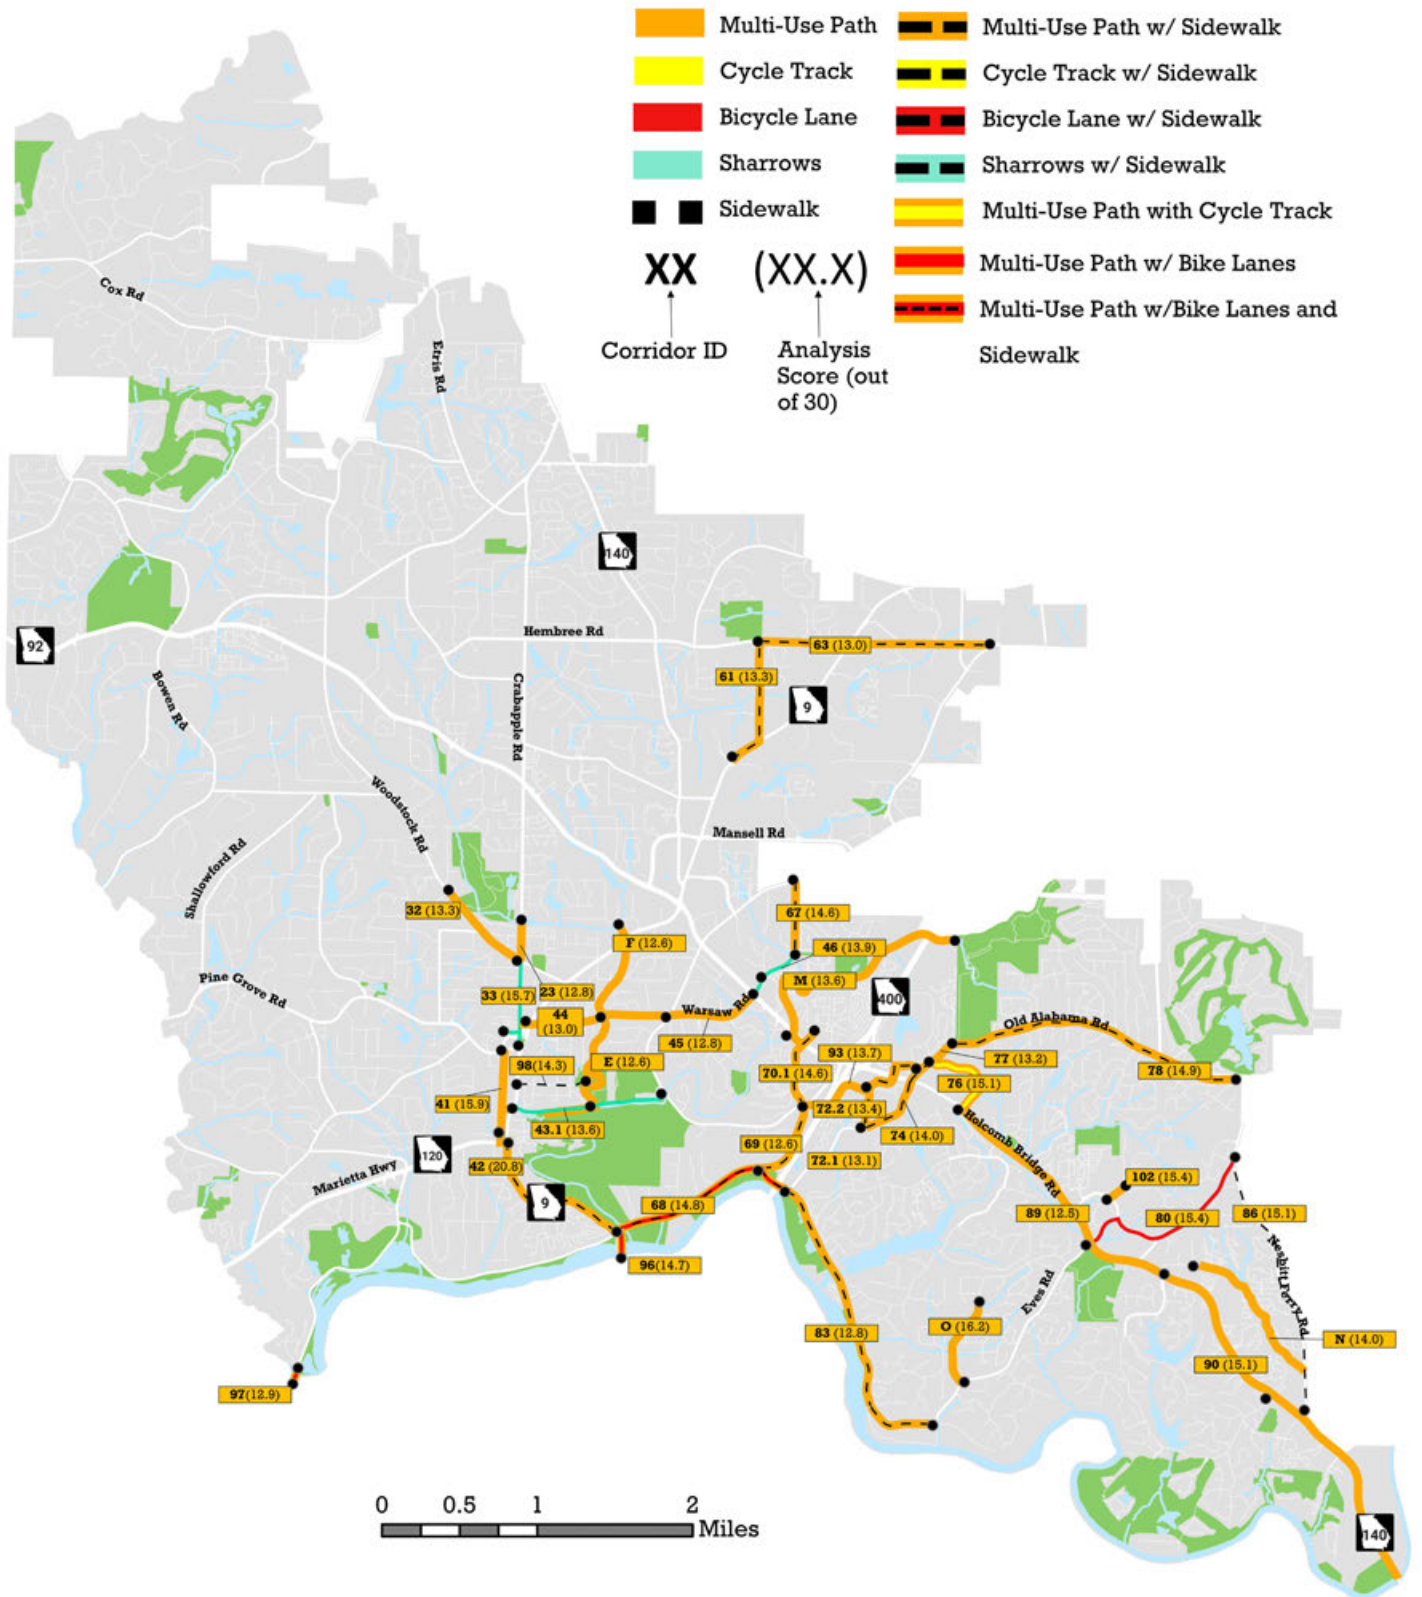 Multi-Use Path
Multi-Use Path w/ Sidewalk
Cycle Track
Cycle Track w/ Sidewalk
Bicycle Lane
Bicycle Lane w/ Sidewalk
Sharrows
Sharrows w/ Sidewalk
Sidewalk
Multi-Use Path with Cycle Track
XX
(XX.X)
Multi-Use Path w/ Bike Lanes
Multi-Use Path w/Bike Lanes and
Sidewalk
Corridor ID
Analysis
Score (out
of 30)
Cox Rd
Etris Rd
140
92
Hembree Rd
63 (13.0)
61 (13.3)
9
Bowen Rd
Crabapple Rd
Woodstock Rd
Mansell Rd
Shallowford Rd
32 (13.3)
67 (14.6)
F (12.6)
46 (13.9)
M (13.6)
Pine Grove Rd
33 (15.7)
23 (12.8)
400
44
(13.0)
Warsaw Rd
Old Alabama Rd
45 (12.8)
93 (13.7)
77 (13.2)
98(14.3)
E (12.6)
70.1 (14.6)
78 (14.9)
76 (15.1)
41 (15.9)
72.2 (13.4)
43.1 (13.6)
74 (14.0)
69 (12.6)
Holcomb Bridge Rd
120
42 (20.8)
72.1 (13.1)
Marietta Hwy
102 (15.4)
9
68 (14.8)
89 (12.5)
80 (15.4)
86 (15.1)
96(14.7)
Nesbitt Ferry Rd
Eves Rd
O (16.2)
83 (12.8)
N (14.0)
90 (15.1)
97(12.9)
0 0.5 1 2
Miles
140